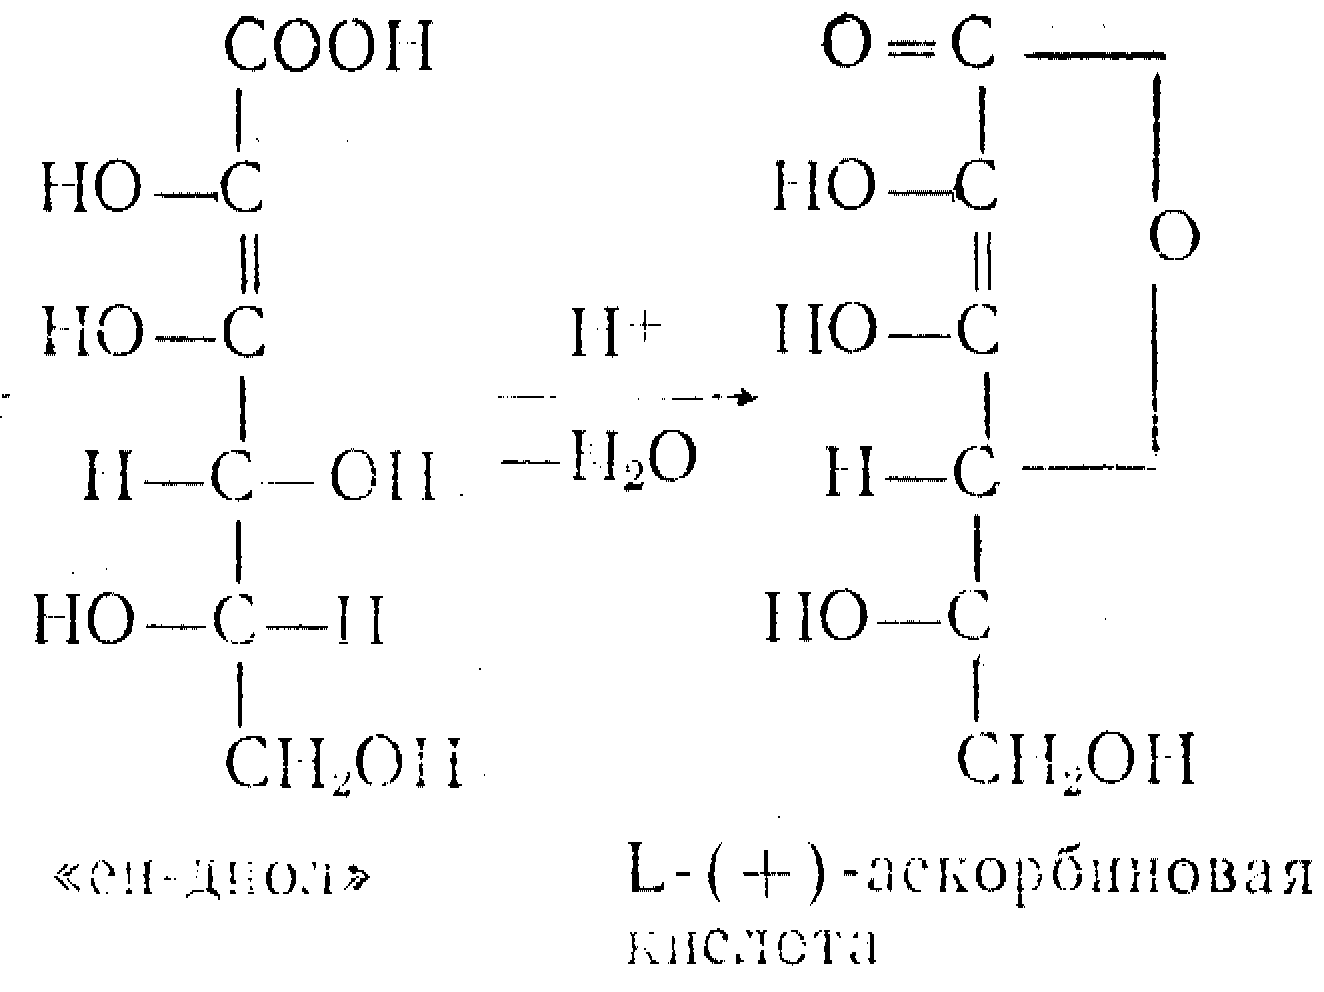 COOH O=C
HO—C HO—C
O
HO—C H+ HO—C
H—C—OH —H₂O H—C
HO—C—H HO—C
CH₂OH CH₂OH
«ен-диол» L-(+)-аскорбиновая
кислота